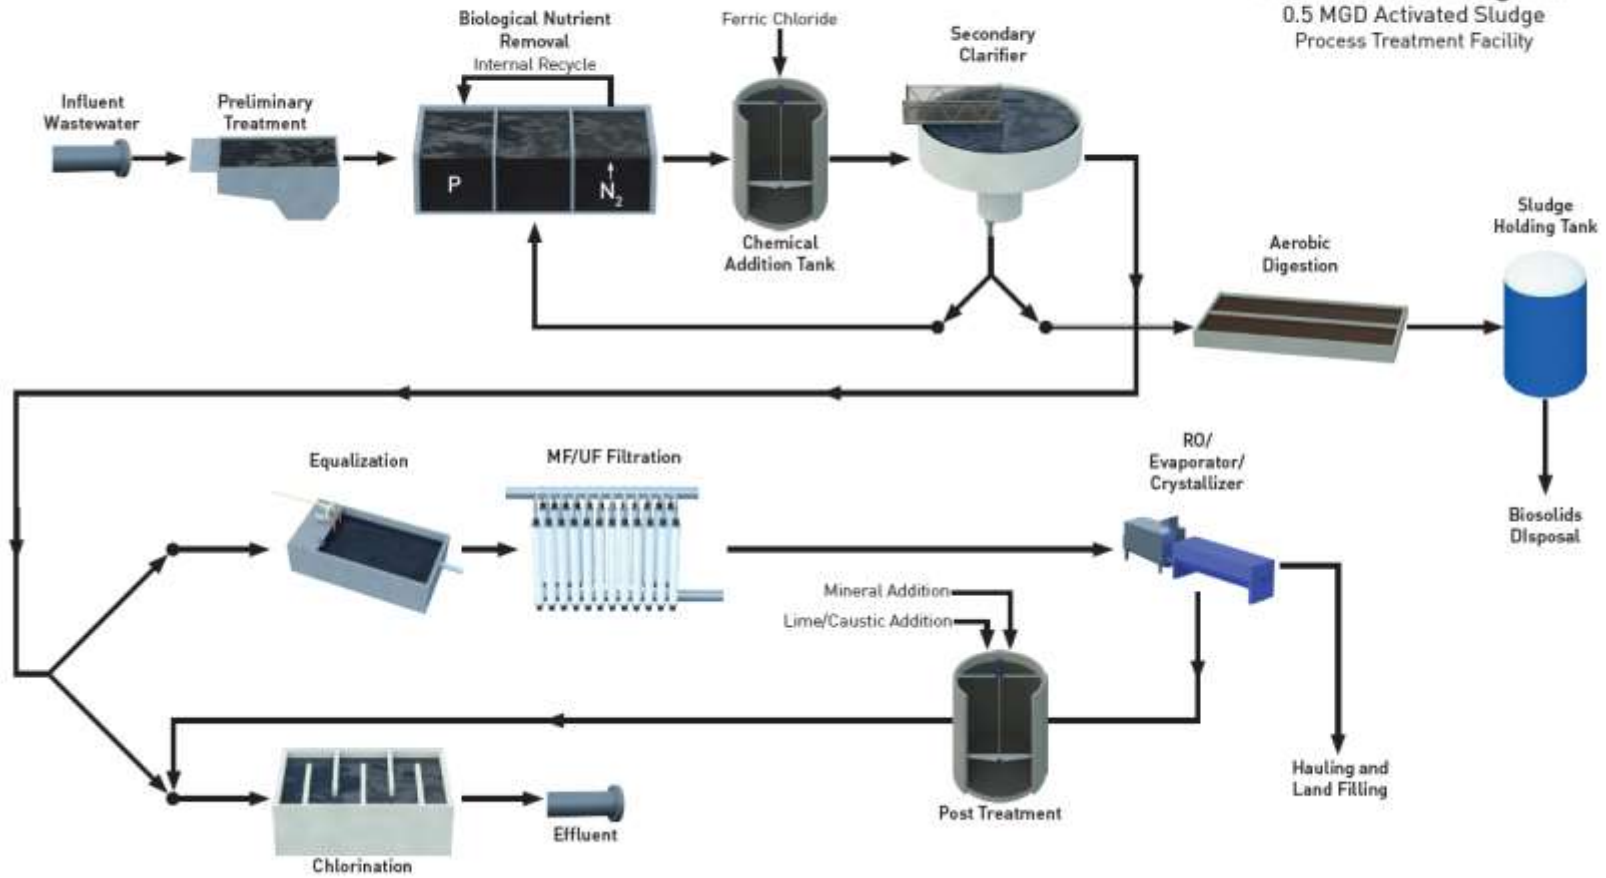 0.5 MGD Activated Sludge
Process Treatment Facility
Biological Nutrient
Removal
Internal Recycle
Ferric Chloride
Secondary
Clarifier
Influent
Wastewater
Preliminary
Treatment
P
N2
Chemical
Addition Tank
Aerobic
Digestion
Sludge
Holding Tank
Biosolids
DIsposal
Equalization
MF/UF Filtration
RO/
Evaporator/
Crystallizer
Mineral Addition
Lime/Caustic Addition
Post Treatment
Hauling and
Land Filling
Chlorination
Effluent